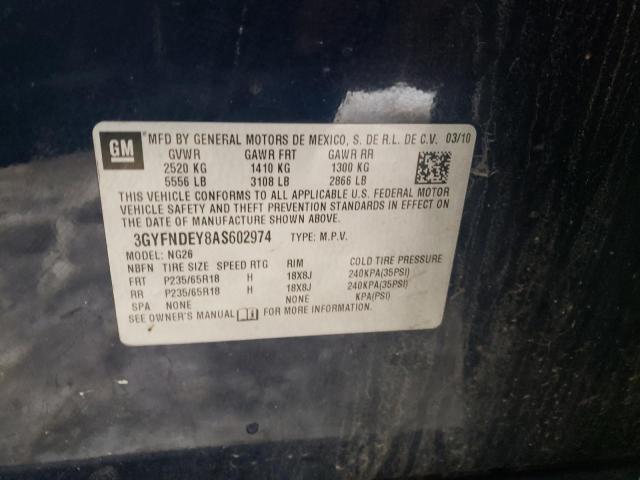 GM
MFD BY GENERAL MOTORS DE MEXICO, S. DE R.L. DE C.V. 03/10
GVWR GAWR FRT GAWR RR
2520 KG 1410 KG 1300 KG
5556 LB 3108 LB 2866 LB
THIS VEHICLE CONFORMS TO ALL APPLICABLE U.S. FEDERAL MOTOR
VEHICLE SAFETY AND THEFT PREVENTION STANDARDS IN EFFECT ON
THE DATE OF MANUFACTURE SHOWN ABOVE.
3GYFNDEY8AS602974 TYPE: M.P.V.
MODEL: NG26
NBFN TIRE SIZE SPEED RTG RIM COLD TIRE PRESSURE
FRT P235/65R18 H 18X8J 240KPA(35PSI)
RR P235/65R18 H 18X8J 240KPA(35PSI)
SPA NONE NONE KPA(PSI)
SEE OWNER'S MANUAL FOR MORE INFORMATION.